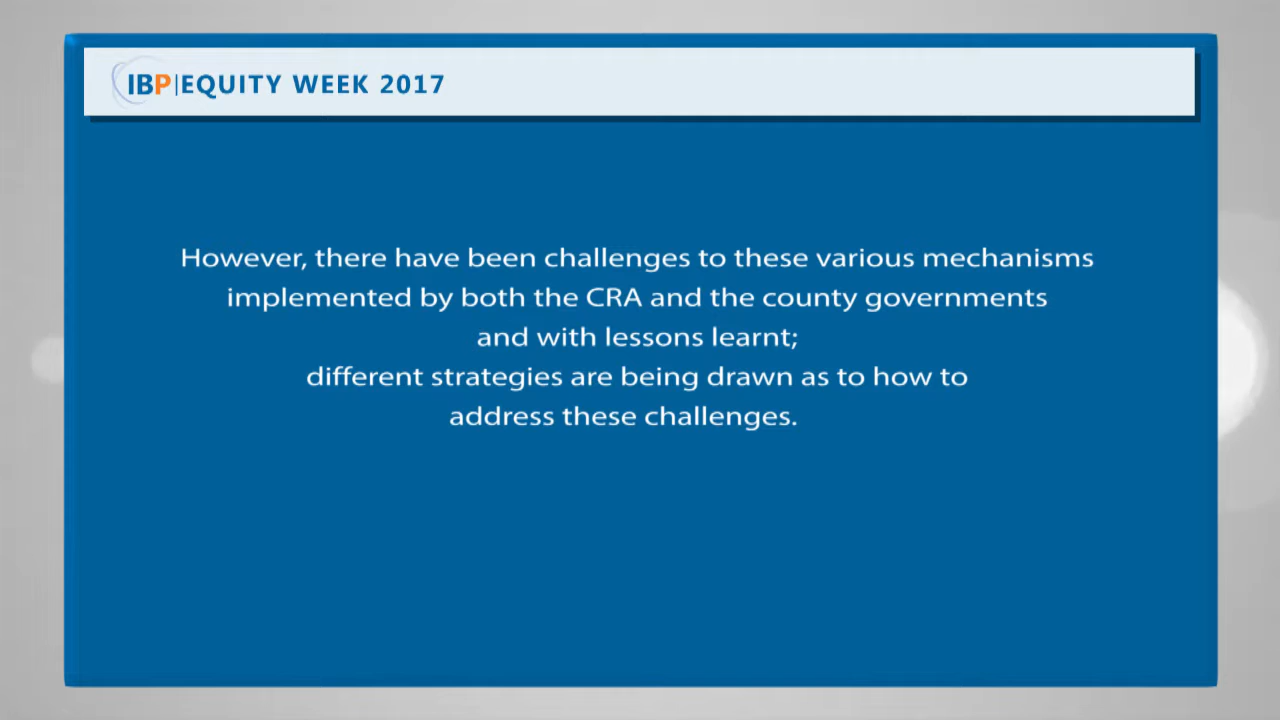 IBP|EQUITY WEEK 2017
However, there have been challenges to these various mechanisms
implemented by both the CRA and the county governments
and with lessons learnt;
different strategies are being drawn as to how to
address these challenges.